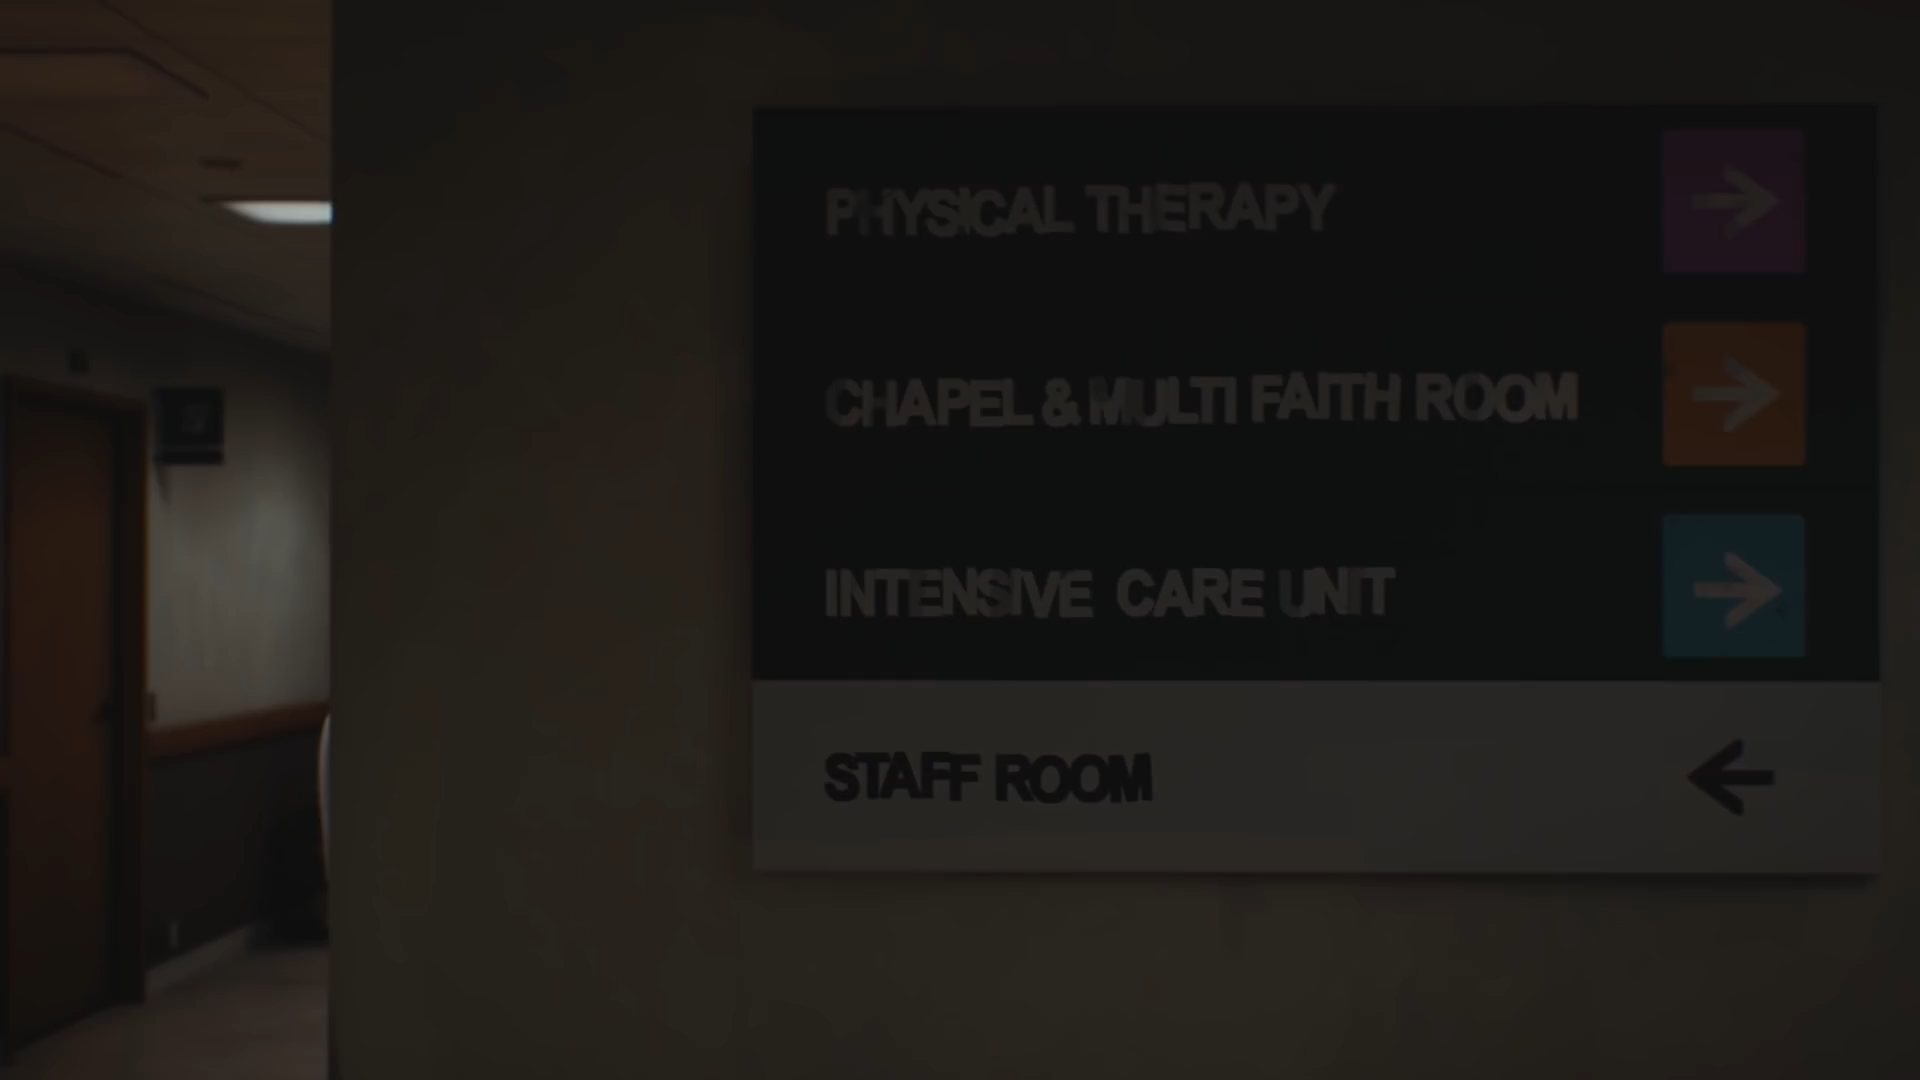 PHYSICAL THERAPY
CHAPEL & MULTI FAITH ROOM
INTENSIVE CARE UNIT
STAFF ROOM